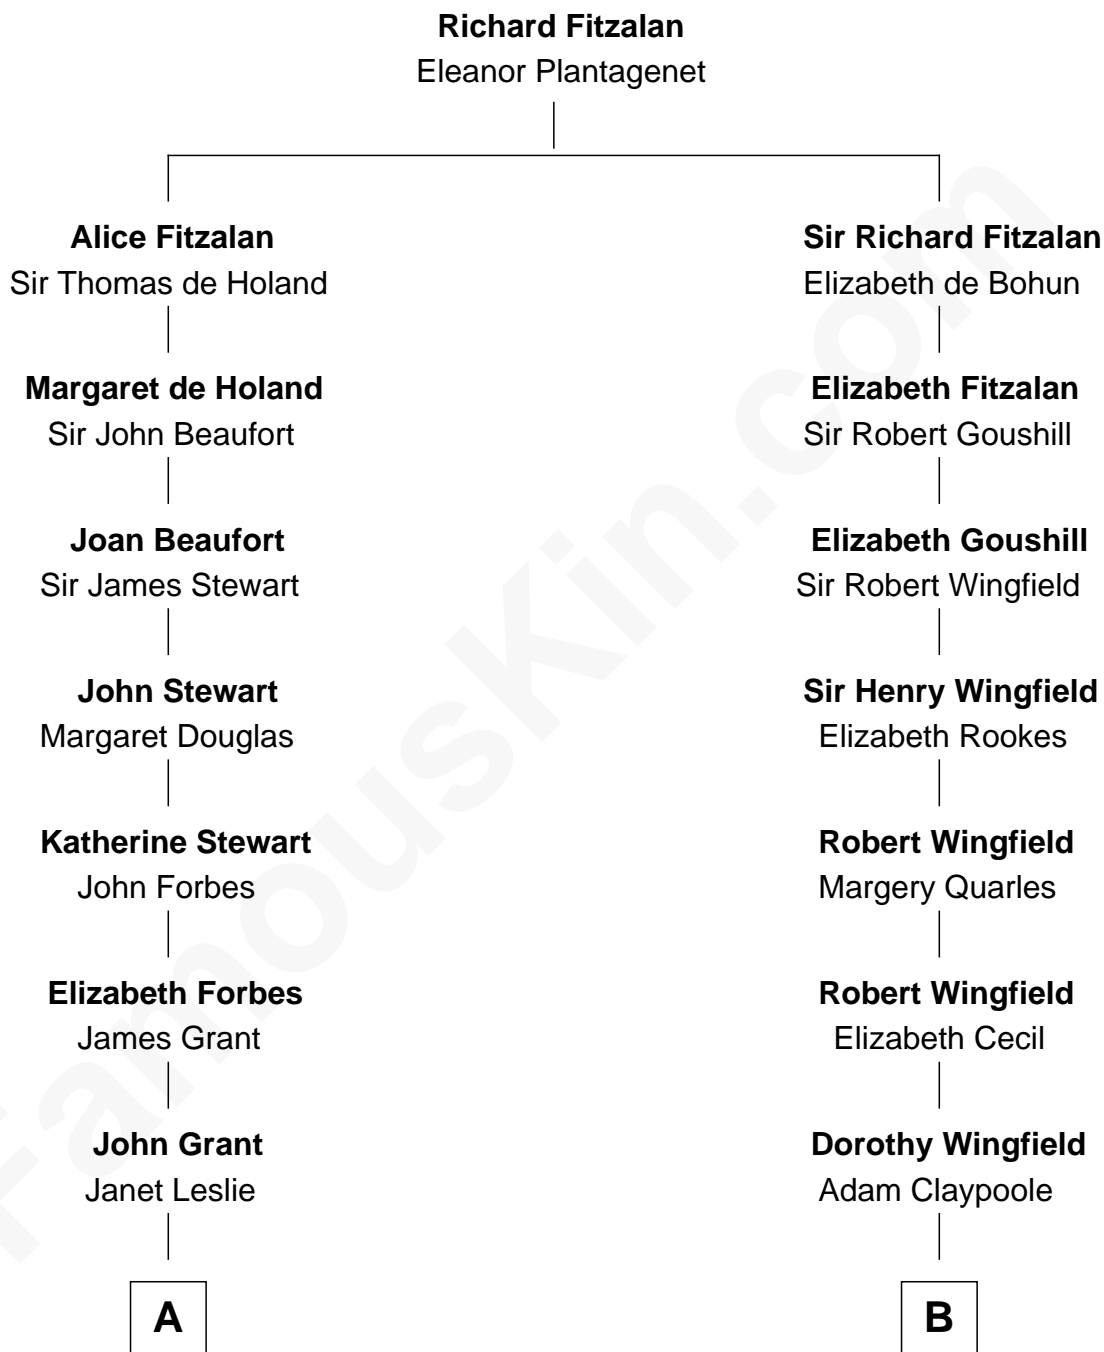 Richard Fitzalan
Eleanor Plantagenet
Alice Fitzalan
Sir Thomas de Holand
Margaret de Holand
Sir John Beaufort
Joan Beaufort
Sir James Stewart
John Stewart
Margaret Douglas
Katherine Stewart
John Forbes
Elizabeth Forbes
James Grant
John Grant
Janet Leslie
A
Sir Richard Fitzalan
Elizabeth de Bohun
Elizabeth Fitzalan
Sir Robert Goushill
Elizabeth Goushill
Sir Robert Wingfield
Sir Henry Wingfield
Elizabeth Rookes
Robert Wingfield
Margery Quarles
Robert Wingfield
Elizabeth Cecil
Dorothy Wingfield
Adam Claypoole
B
FamousKin.com